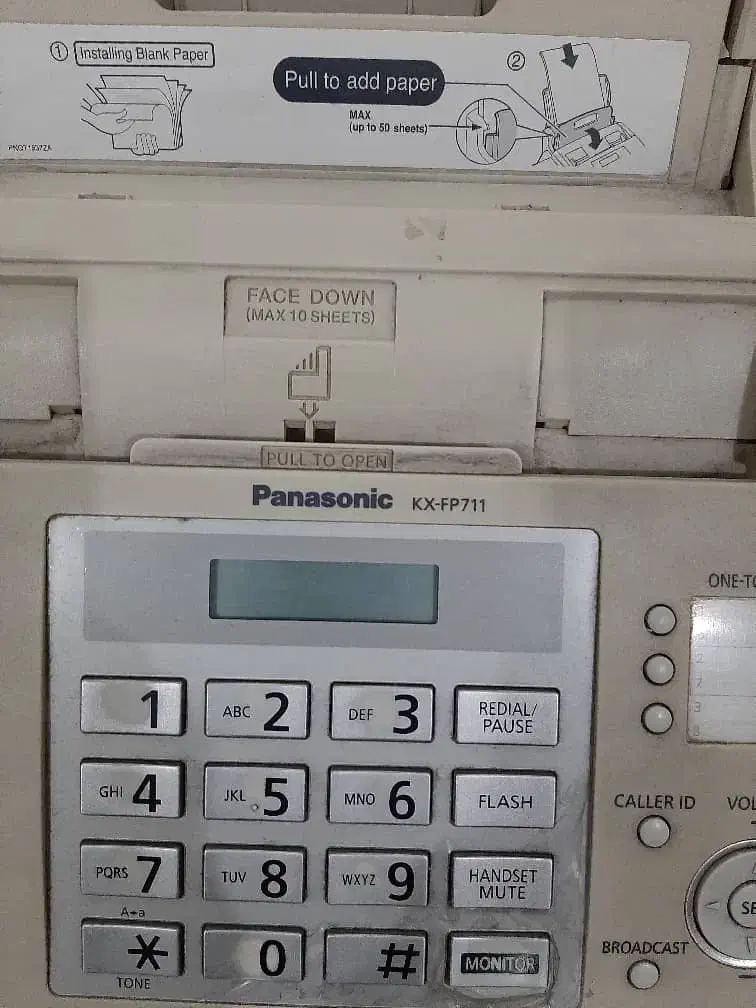 1 Installing Blank Paper
Pull to add paper
2
MAX
(up to 50 sheets)
FACE DOWN
(MAX 10 SHEETS)
PULL TO OPEN
Panasonic KX-FP711
ONE-TO
1 ABC 2 DEF 3 REDIAL/
PAUSE
GHI 4 JKL 5 MNO 6 FLASH
CALLER ID VOL
PQRS 7 TUV 8 WXYZ 9 HANDSET
MUTE
SE
A→a
* 0 # MONITOR
TONE
BROADCAST